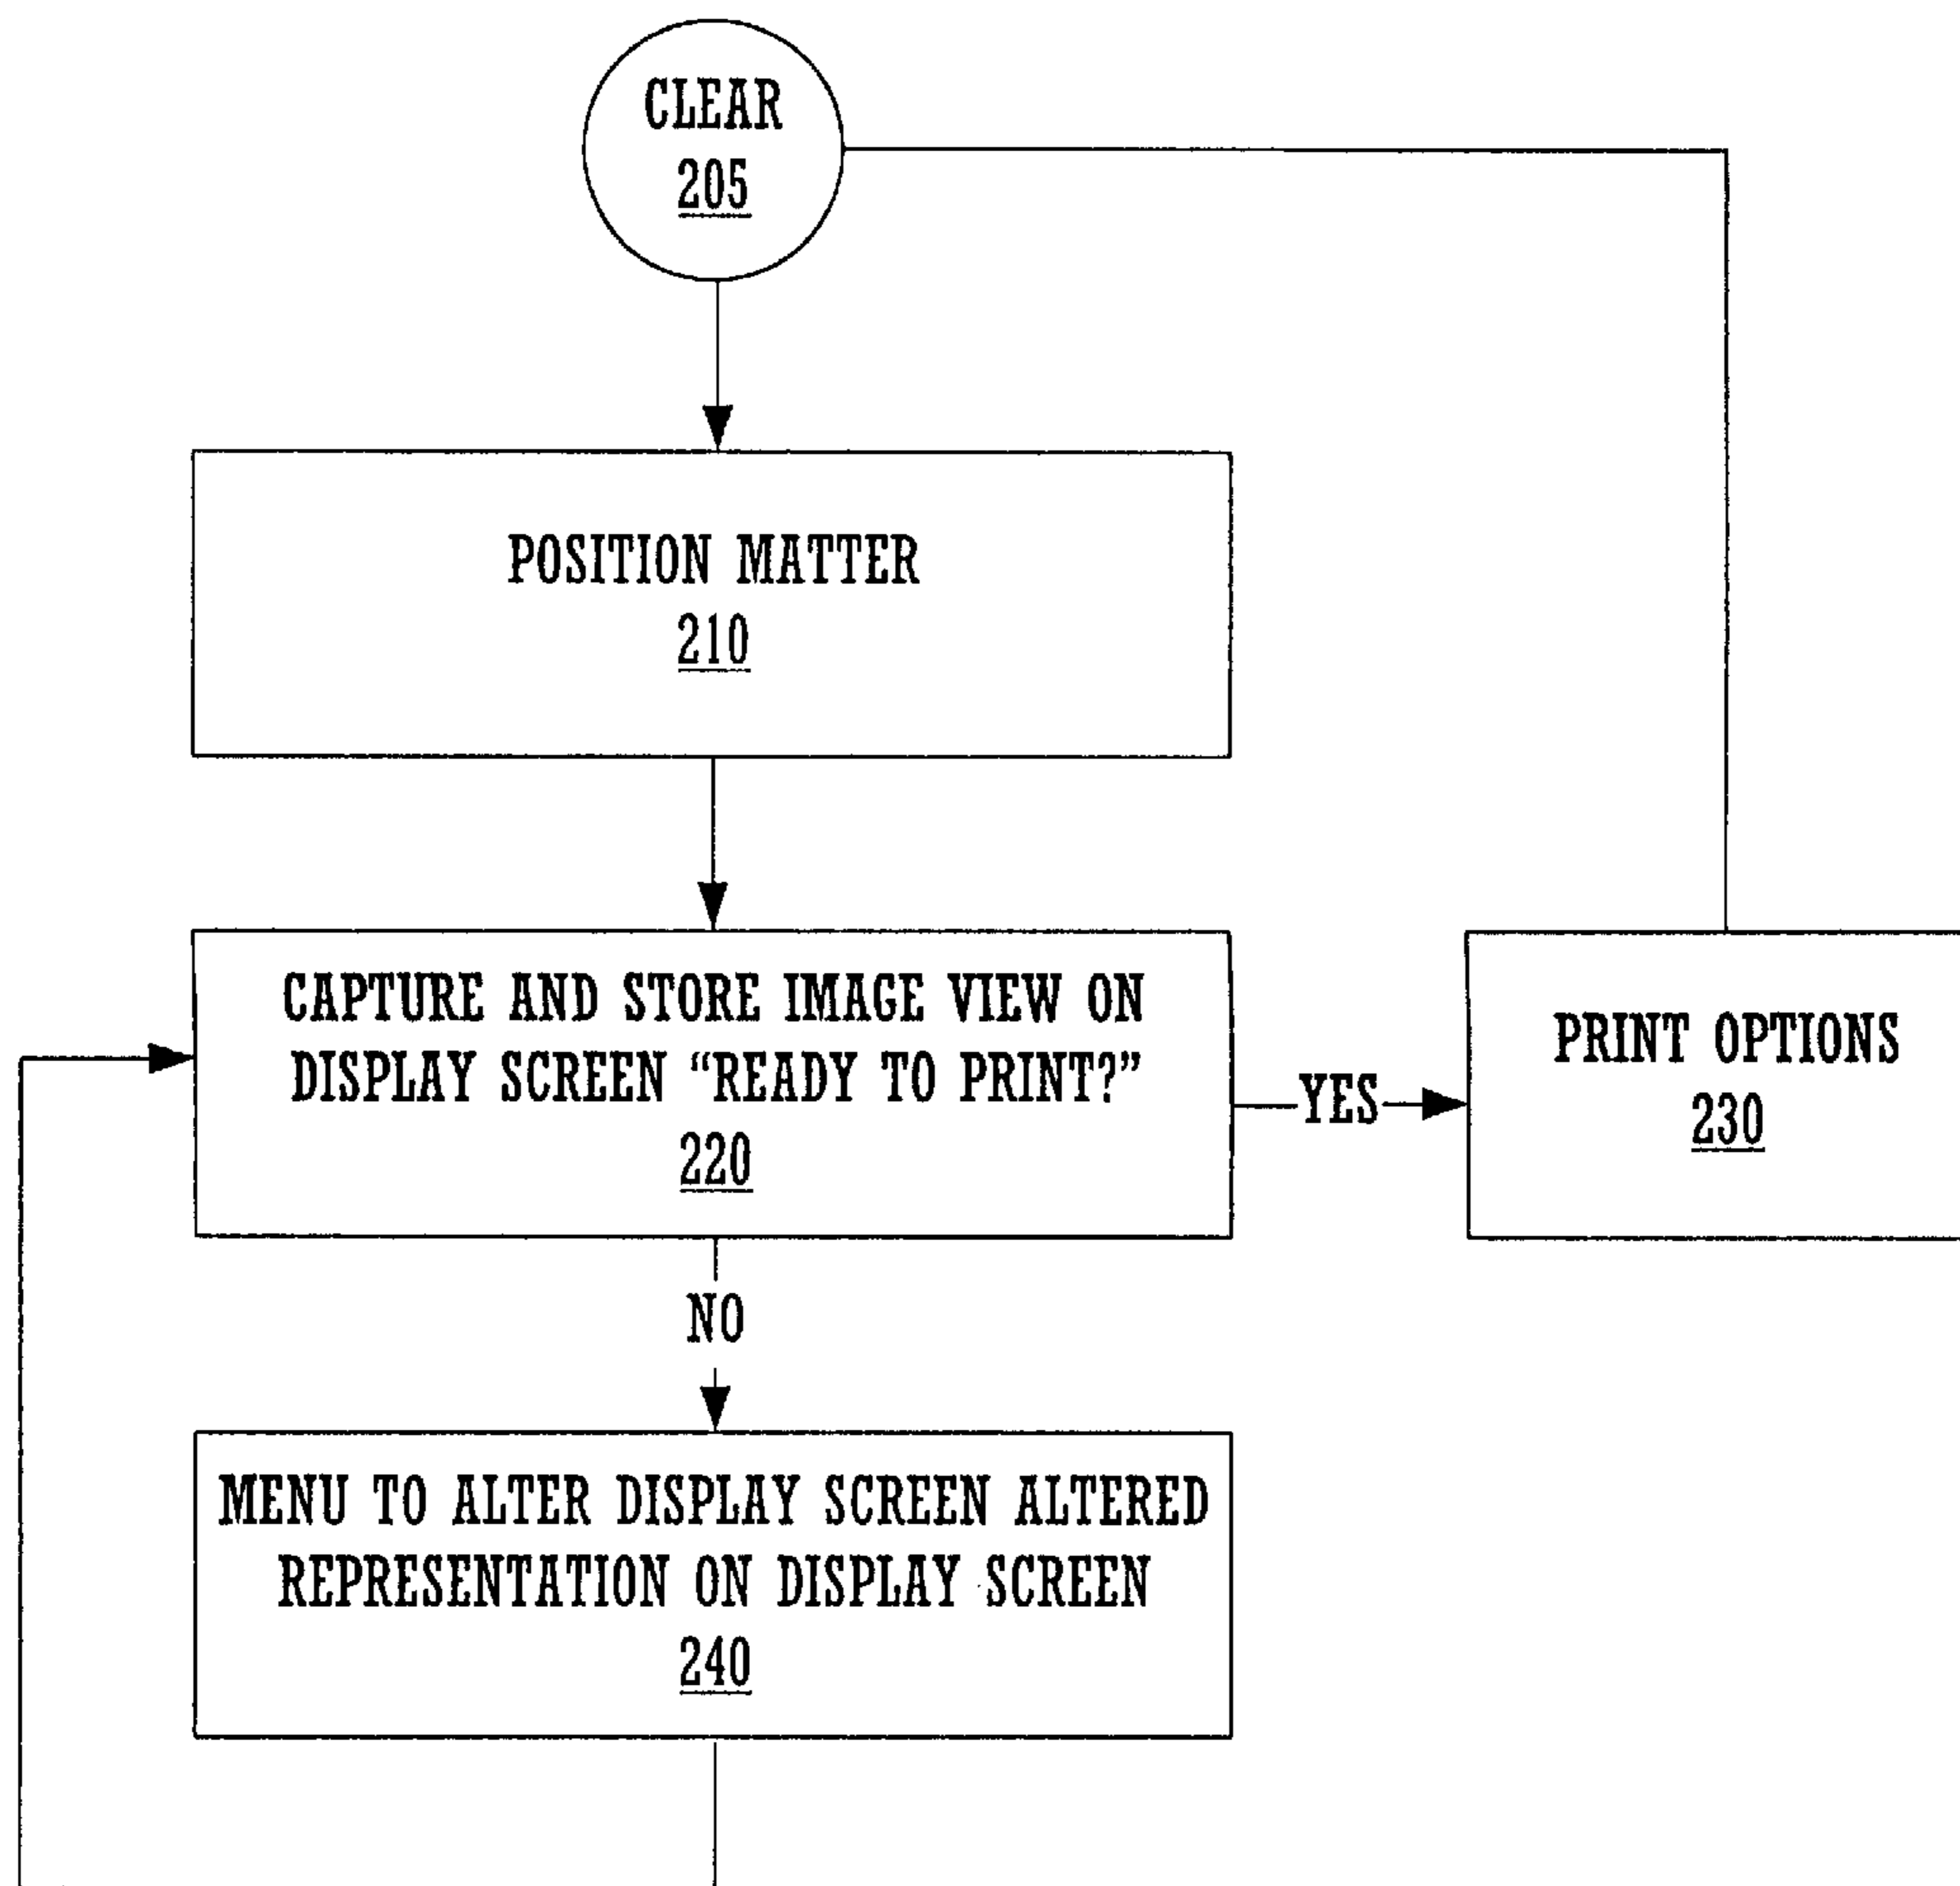 CLEAR
205
POSITION MATTER
210
CAPTURE AND STORE IMAGE VIEW ON
DISPLAY SCREEN “READY TO PRINT?”
220
YES
PRINT OPTIONS
230
NO
MENU TO ALTER DISPLAY SCREEN ALTERED
REPRESENTATION ON DISPLAY SCREEN
240